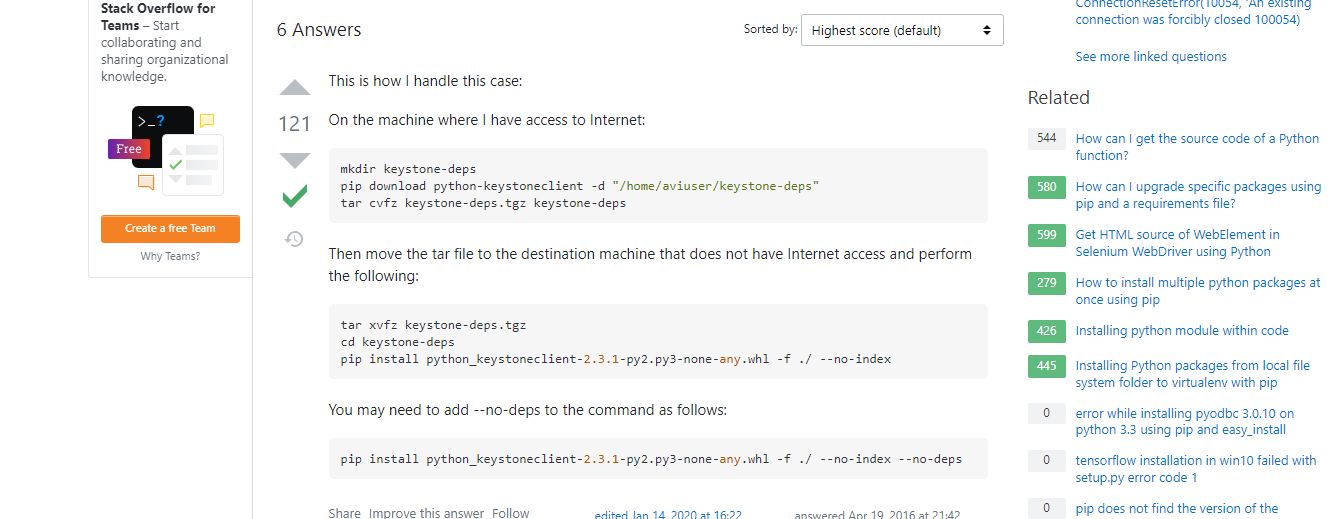 Stack Overflow for
Teams – Start
collaborating and
sharing organizational
knowledge.
>_?
Free
Create a free Team
Why Teams?
6 Answers
Sorted by:
Highest score (default)
121
This is how I handle this case:
On the machine where I have access to Internet:
mkdir keystone-deps
pip download python-keystoneclient -d "/home/aviuser/keystone-deps"
tar cvfz keystone-deps.tgz keystone-deps
Then move the tar file to the destination machine that does not have Internet access and perform
the following:
tar xvfz keystone-deps.tgz
cd keystone-deps
pip install python_keystoneclient-2.3.1-py2.py3-none-any.whl -f ./ --no-index
You may need to add --no-deps to the command as follows:
pip install python_keystoneclient-2.3.1-py2.py3-none-any.whl -f ./ --no-index --no-deps
Share Improve this answer Follow
edited Jan 14, 2020 at 16:22
answered Apr 19, 2016 at 21:42
ConnectionResetError(10054, 'An existing
connection was forcibly closed 100054)
See more linked questions
Related
544 How can I get the source code of a Python
function?
580 How can I upgrade specific packages using
pip and a requirements file?
599 Get HTML source of WebElement in
Selenium WebDriver using Python
279 How to install multiple python packages at
once using pip
426 Installing python module within code
445 Installing Python packages from local file
system folder to virtualenv with pip
0 error while installing pyodbc 3.0.10 on
python 3.3 using pip and easy_install
0 tensorflow installation in win10 failed with
setup.py error code 1
0 pip does not find the version of the